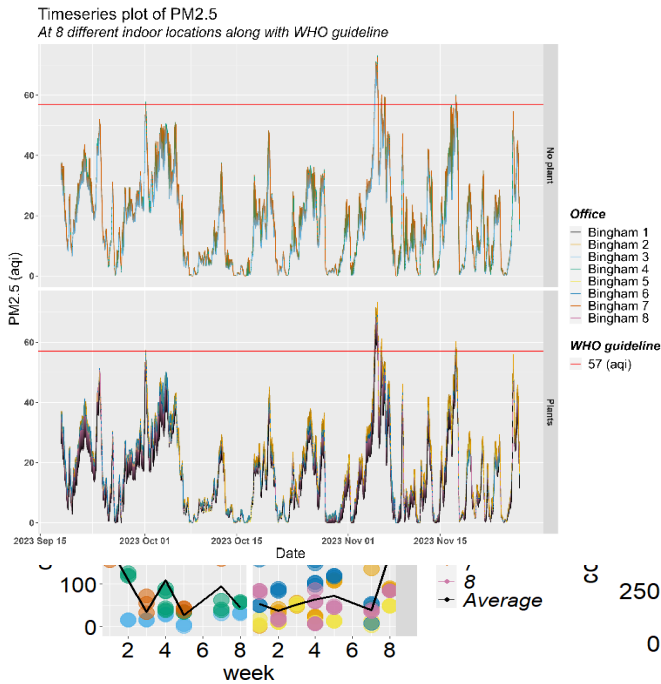 Timeseries plot of PM2.5
At 8 different indoor locations along with WHO guideline
60
40
20
0
No plant
60
40
20
0
Plants
PM2.5 (aqi)
2023 Sep 15
2023 Oct 01
2023 Oct 15
2023 Nov 01
2023 Nov 15
Date
Office
Bingham 1
Bingham 2
Bingham 3
Bingham 4
Bingham 5
Bingham 6
Bingham 7
Bingham 8
WHO guideline
57 (aqi)
100
0
2 4 6 8
2 4 6 8
week
8
Average
250
0